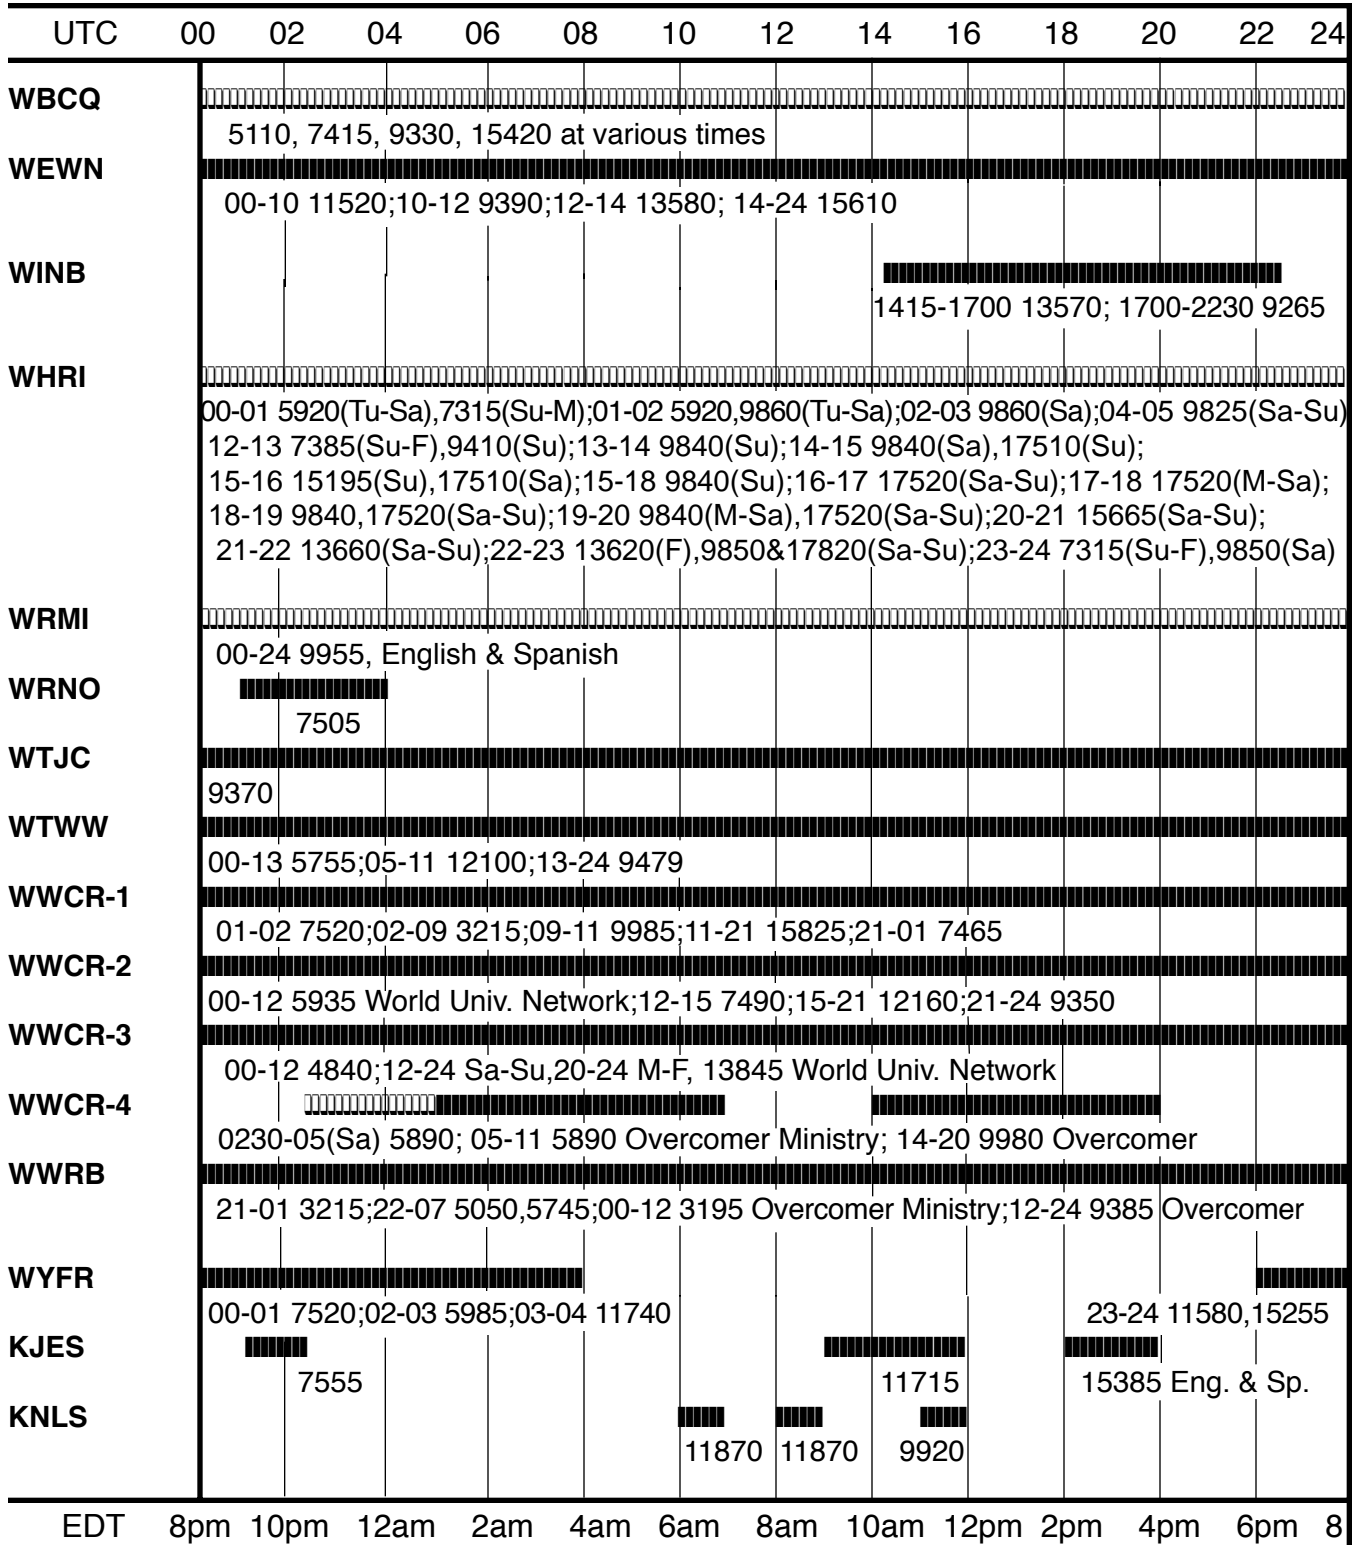 UTC 00 02 04 06 08 10 12 14 16 18 20 22 24
WBCQ
5110, 7415, 9330, 15420 at various times
WEWN
00-10 11520;10-12 9390;12-14 13580; 14-24 15610
WINB
1415-1700 13570; 1700-2230 9265
WHRI
00-01 5920(Tu-Sa),7315(Su-M);01-02 5920,9860(Tu-Sa);02-03 9860(Sa);04-05 9825(Sa-Su)
12-13 7385(Su-F),9410(Su);13-14 9840(Su);14-15 9840(Sa),17510(Su);
15-16 15195(Su),17510(Sa);15-18 9840(Su);16-17 17520(Sa-Su);17-18 17520(M-Sa);
18-19 9840,17520(Sa-Su);19-20 9840(M-Sa),17520(Sa-Su);20-21 15665(Sa-Su);
21-22 13660(Sa-Su);22-23 13620(F),9850&17820(Sa-Su);23-24 7315(Su-F),9850(Sa)
WRMI
00-24 9955, English & Spanish
WRNO
7505
WTJC
9370
WTWW
00-13 5755;05-11 12100;13-24 9479
WWCR-1
01-02 7520;02-09 3215;09-11 9985;11-21 15825;21-01 7465
WWCR-2
00-12 5935 World Univ. Network;12-15 7490;15-21 12160;21-24 9350
WWCR-3
00-12 4840;12-24 Sa-Su,20-24 M-F, 13845 World Univ. Network
WWCR-4
0230-05(Sa) 5890; 05-11 5890 Overcomer Ministry; 14-20 9980 Overcomer
WWRB
21-01 3215;22-07 5050,5745;00-12 3195 Overcomer Ministry;12-24 9385 Overcomer
WYFR
00-01 7520;02-03 5985;03-04 11740 23-24 11580,15255
KJES
7555 11715 15385 Eng. & Sp.
KNLS
11870 11870 9920
EDT 8pm 10pm 12am 2am 4am 6am 8am 10am 12pm 2pm 4pm 6pm 8